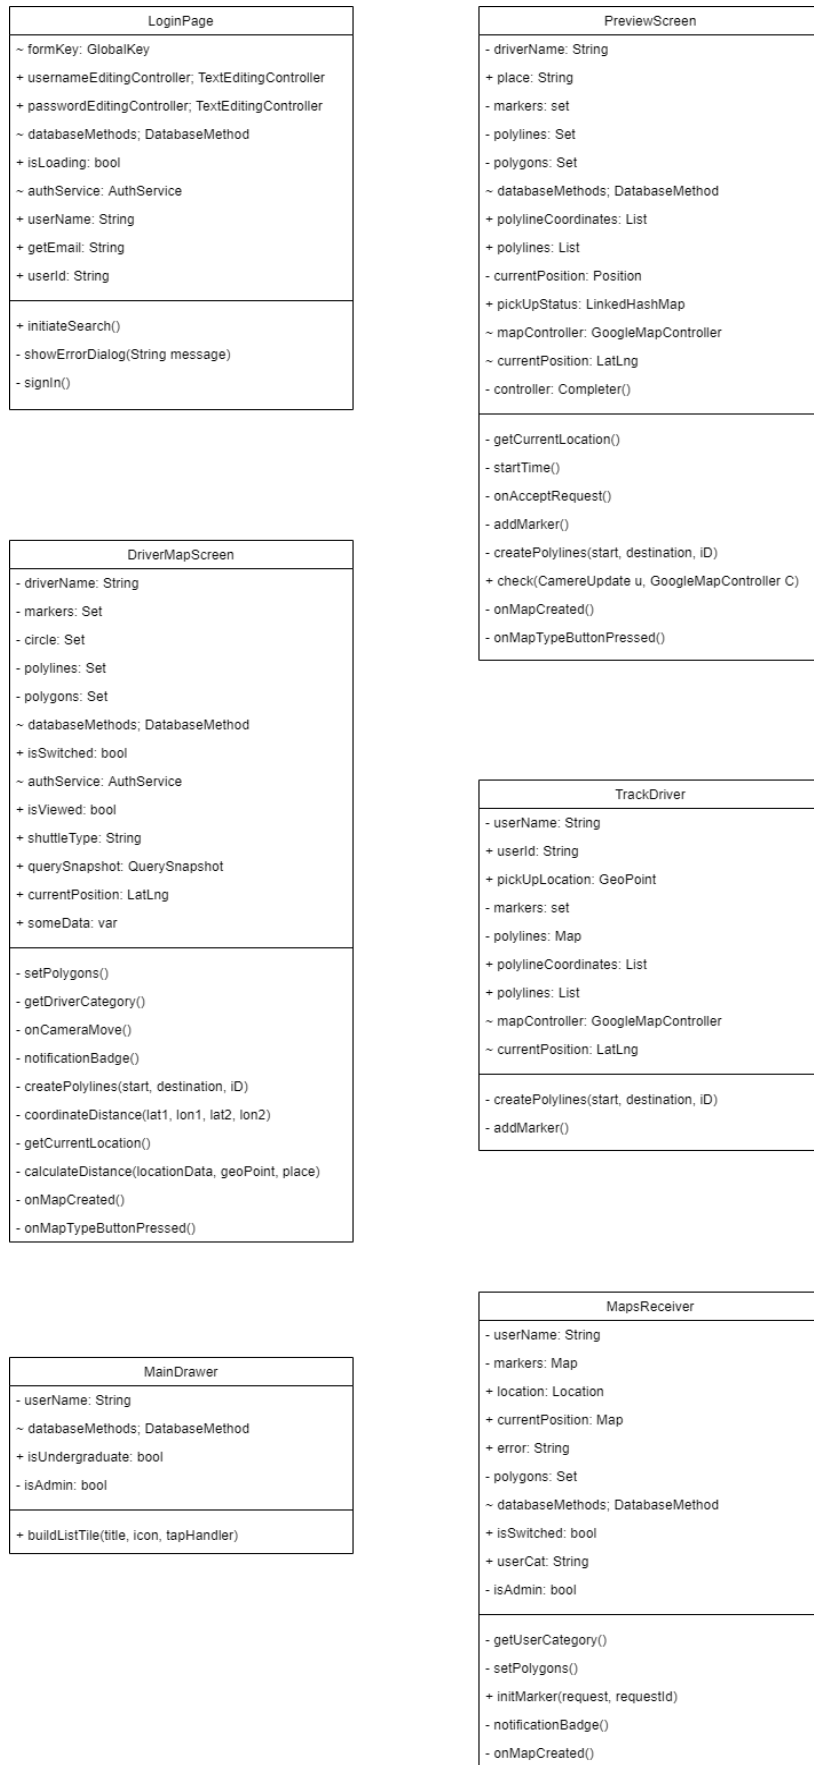 LoginPage
~ formKey: GlobalKey
+ usernameEditingController; TextEditingController
+ passwordEditingController; TextEditingController
~ databaseMethods; DatabaseMethod
+ isLoading: bool
~ authService: AuthService
+ userName: String
+ getEmail: String
+ userId: String
+ initiateSearch()
- showErrorDialog(String message)
- signIn()
DriverMapScreen
- driverName: String
- markers: Set
- circle: Set
- polylines: Set
- polygons: Set
~ databaseMethods; DatabaseMethod
+ isSwitched: bool
~ authService: AuthService
+ isViewed: bool
+ shuttleType: String
+ querySnapshot: QuerySnapshot
+ currentPosition: LatLng
+ someData: var
- setPolygons()
- getDriverCategory()
- onCameraMove()
- notificationBadge()
- createPolylines(start, destination, iD)
- coordinateDistance(lat1, lon1, lat2, lon2)
- getCurrentLocation()
- calculateDistance(locationData, geoPoint, place)
- onMapCreated()
- onMapTypeButtonPressed()
MainDrawer
- userName: String
~ databaseMethods; DatabaseMethod
+ isUndergraduate: bool
- isAdmin: bool
+ buildListTile(title, icon, tapHandler)
PreviewScreen
- driverName: String
+ place: String
- markers: set
- polylines: Set
- polygons: Set
~ databaseMethods; DatabaseMethod
+ polylineCoordinates: List
+ polylines: List
- currentPosition: Position
+ pickUpStatus: LinkedHashMap
~ mapController: GoogleMapController
~ currentPosition: LatLng
- controller: Completer()
- getCurrentLocation()
- startTime()
- onAcceptRequest()
- addMarker()
- createPolylines(start, destination, iD)
+ check(CamereUpdate u, GoogleMapController C)
- onMapCreated()
- onMapTypeButtonPressed()
TrackDriver
- userName: String
+ userId: String
+ pickUpLocation: GeoPoint
- markers: set
- polylines: Map
+ polylineCoordinates: List
+ polylines: List
~ mapController: GoogleMapController
~ currentPosition: LatLng
- createPolylines(start, destination, iD)
- addMarker()
MapsReceiver
- userName: String
- markers: Map
+ location: Location
+ currentPosition: Map
+ error: String
- polygons: Set
~ databaseMethods; DatabaseMethod
+ isSwitched: bool
+ userCat: String
- isAdmin: bool
- getUserCategory()
- setPolygons()
+ initMarker(request, requestId)
- notificationBadge()
- onMapCreated()